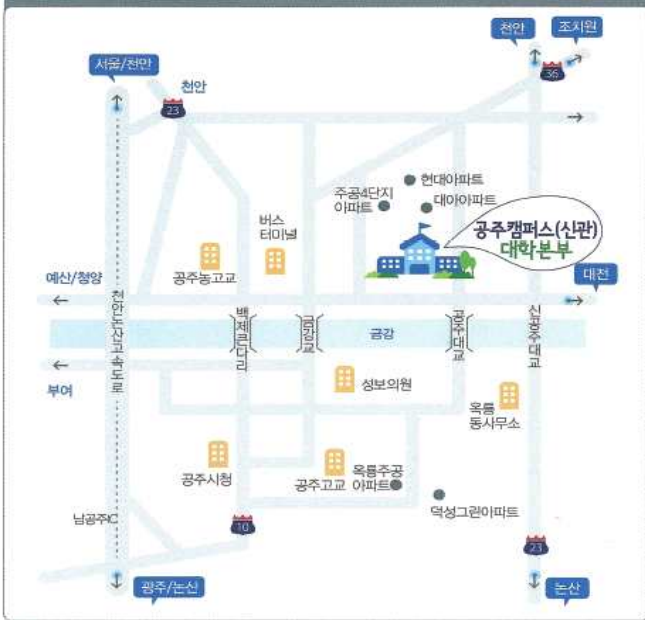 천안
조치원
36
서울/천안
천안
23
현대아파트
주공4단지
아파트
대아아파트
버스
터미널
공주캠퍼스(신관)
대학본부
공주농고교
예산/청양
대전
천안논산고속도로
백제큰다리
금강교
금강
공주대교
신공주대교
부여
성보의원
옥룡
동사무소
공주시청
공주고교
옥룡주공
아파트
덕성그린아파트
남공주IC
10
23
광주/논산
논산